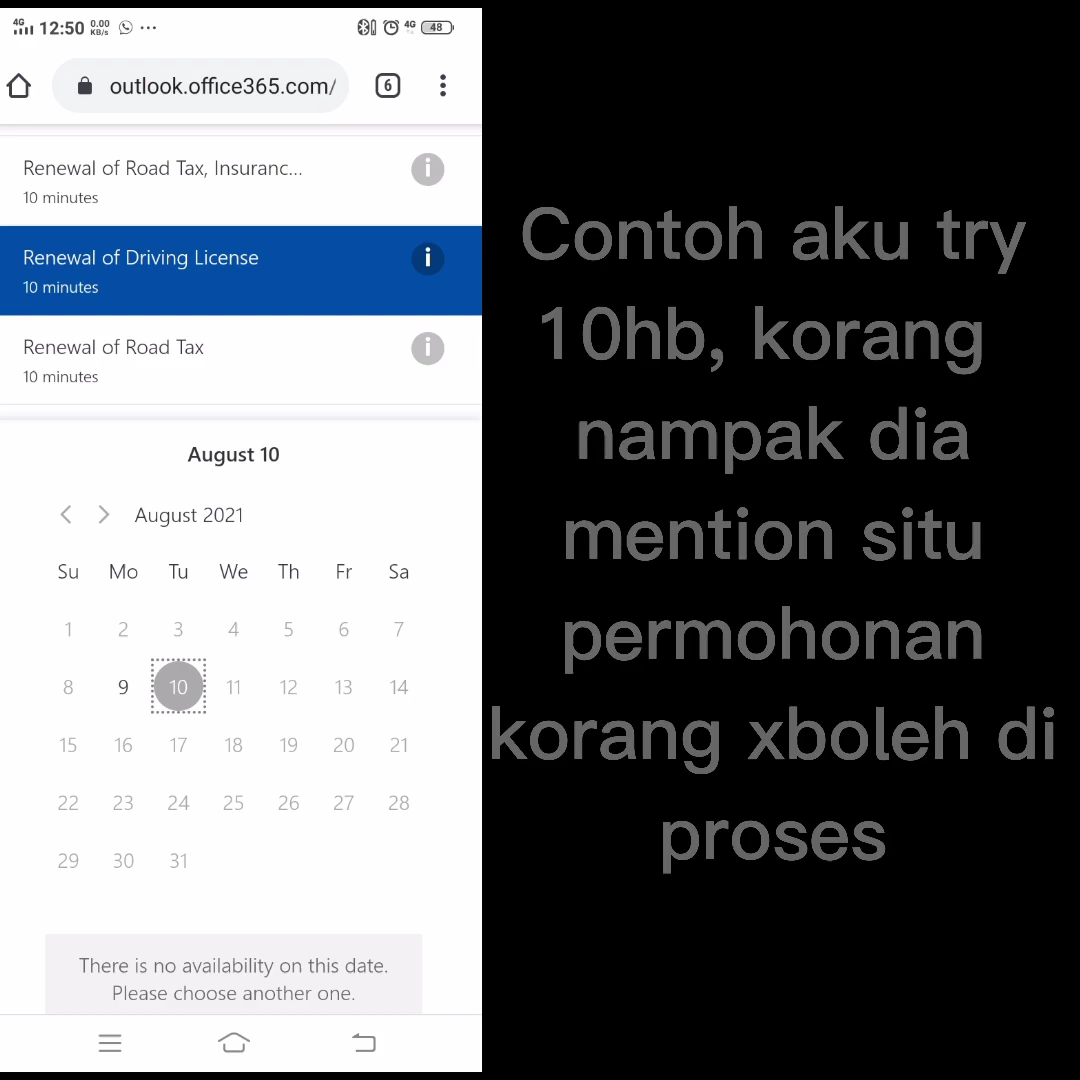 4G 12:50 0.00 KB/s ... 4G 48
outlook.office365.com/ 6
Renewal of Road Tax, Insuranc...
10 minutes
Renewal of Driving License
10 minutes
Renewal of Road Tax
10 minutes
August 10
August 2021
Su Mo Tu We Th Fr Sa
1 2 3 4 5 6 7
8 9 10 11 12 13 14
15 16 17 18 19 20 21
22 23 24 25 26 27 28
29 30 31
There is no availability on this date.
Please choose another one.
Contoh aku try
10hb, korang
nampak dia
mention situ
permohonan
korang xboleh di
proses